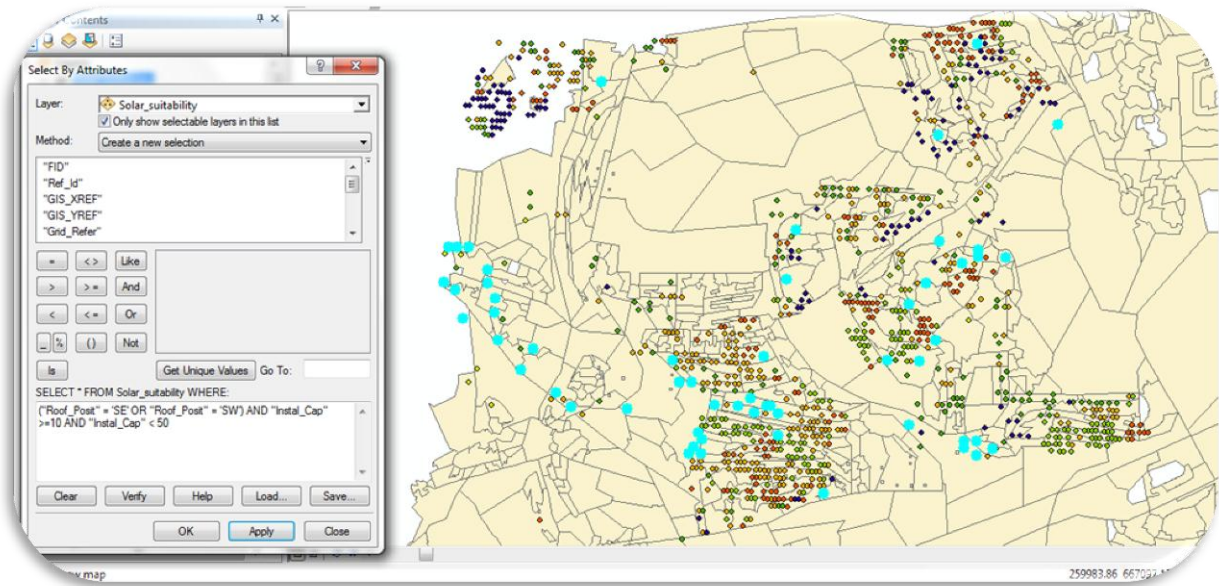 Contents
Select By Attributes
Layer:
Solar_suitability
Only show selectable layers in this list
Method:
Create a new selection
"FID"
"Ref_Id"
"GIS_XREF"
"GIS_YREF"
"Grid_Refer"
= <> Like
> >= And
< <= Or
_ % () Not
Is
Get Unique Values Go To:
SELECT * FROM Solar_suitability WHERE:
("Roof_Posit" = 'SE' OR "Roof_Posit" = 'SW') AND "Instal_Cap"
>=10 AND "Instal_Cap" < 50
Clear Verify Help Load... Save...
OK Apply Close
map
259983.86